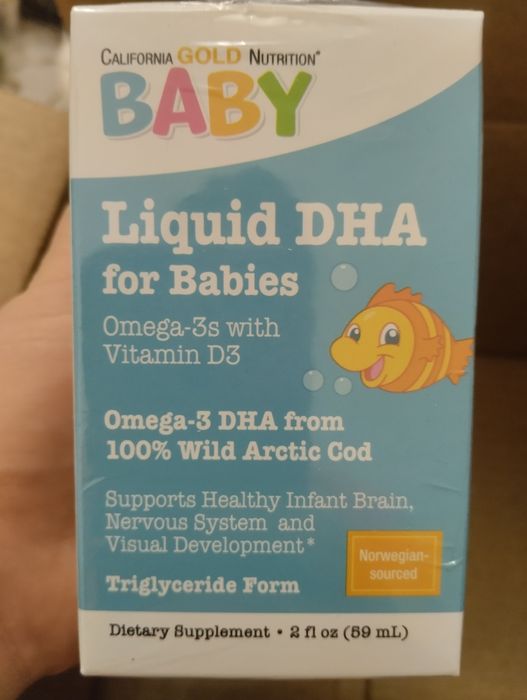 CALIFORNIA GOLD NUTRITION®
BABY
Liquid DHA
for Babies
Omega-3s with
Vitamin D3
Omega-3 DHA from
100% Wild Arctic Cod
Supports Healthy Infant Brain,
Nervous System and
Visual Development*
Norwegian-
sourced
Triglyceride Form
Dietary Supplement • 2 fl oz (59 mL)